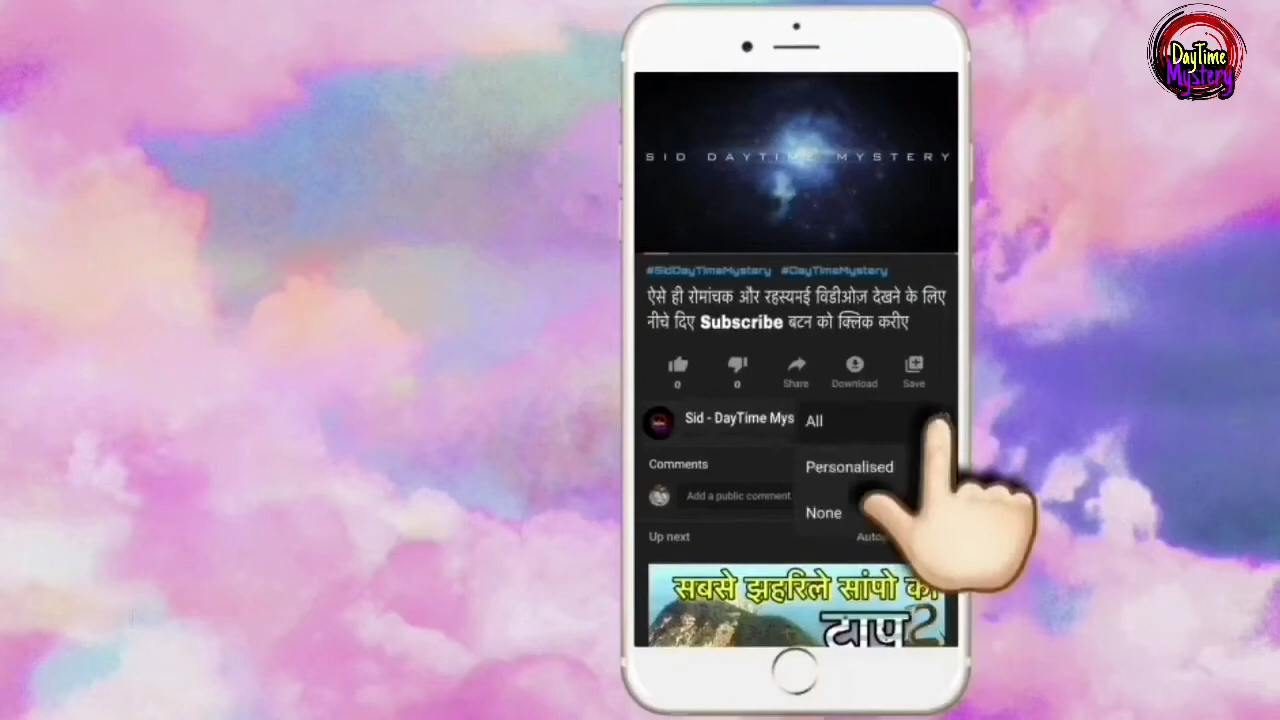 DayTime
Mystery
SID DAYTIME MYSTERY
#SidDayTimeMystery #DayTimeMystery
ऐसे ही रोमांचक और रहस्यमई विडीओज़ देखने के लिए
नीचे दिए Subscribe बटन को क्लिक करीए
0 0 Share Download Save
Sid - DayTime Mys
All
Comments
Personalised
Add a public comment
None
Up next
सबसे झहरिले सांपो का
टापू